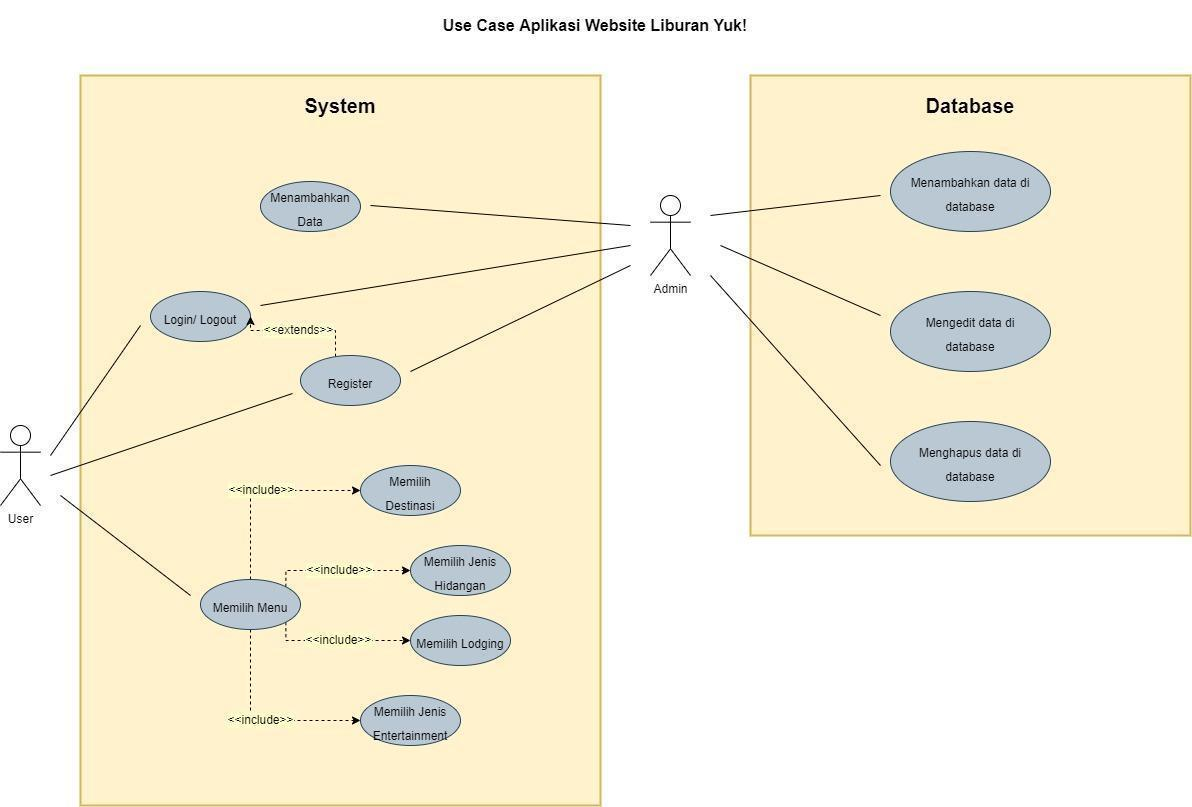 Use Case Aplikasi Website Liburan Yuk!
System
Menambahkan
Data
Login/ Logout
<<extends>>
Register
User
<<include>>
Memilih
Destinasi
<<include>>
Memilih Jenis
Hidangan
Memilih Menu
<<include>>
Memilih Lodging
<<include>>
Memilih Jenis
Entertainment
Admin
Database
Menambahkan data di
database
Mengedit data di
database
Menghapus data di
database